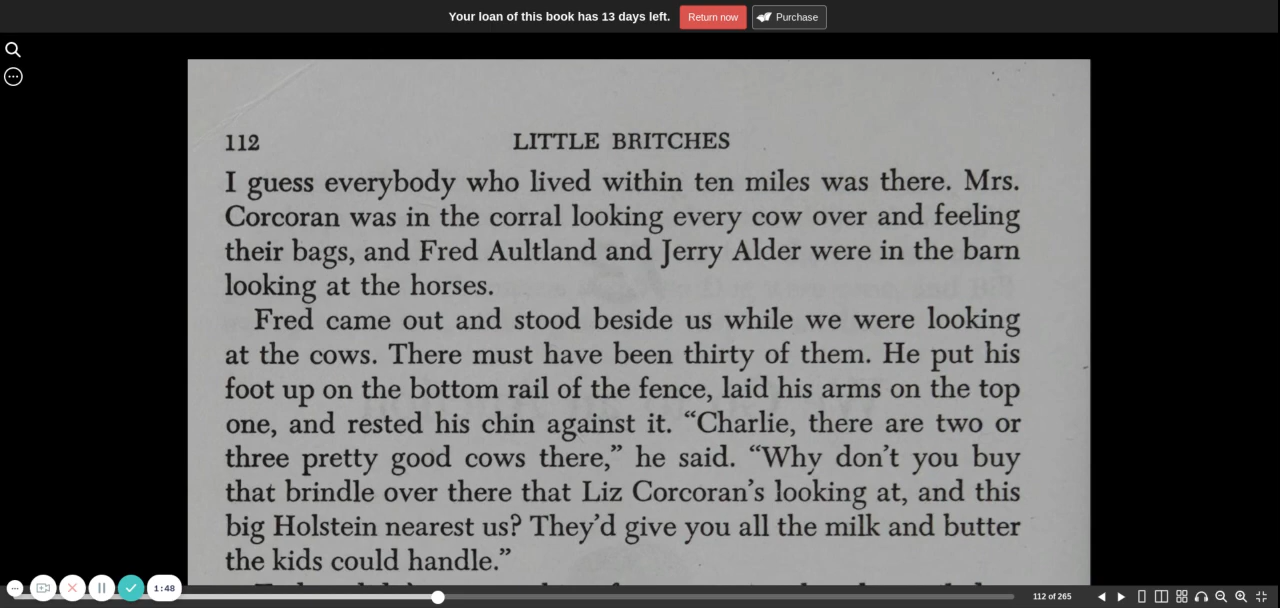 Your loan of this book has 13 days left. Return now Purchase
112 LITTLE BRITCHES
I guess everybody who lived within ten miles was there. Mrs.
Corcoran was in the corral looking every cow over and feeling
their bags, and Fred Aultland and Jerry Alder were in the barn
looking at the horses.
Fred came out and stood beside us while we were looking
at the cows. There must have been thirty of them. He put his
foot up on the bottom rail of the fence, laid his arms on the top
one, and rested his chin against it. “Charlie, there are two or
three pretty good cows there,” he said. “Why don’t you buy
that brindle over there that Liz Corcoran’s looking at, and this
big Holstein nearest us? They’d give you all the milk and butter
the kids could handle.”
1:48
112 of 265